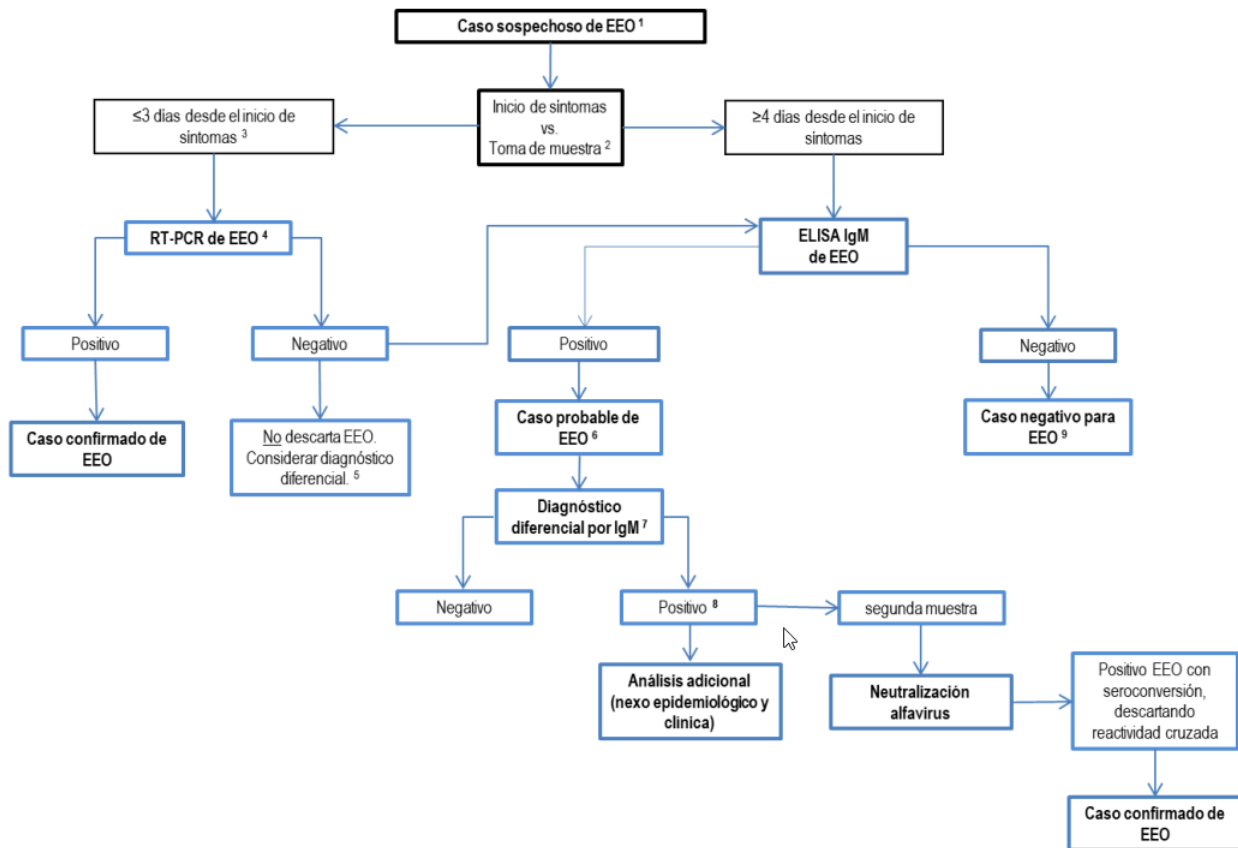 Caso sospechoso de EEO ¹
≤3 dias desde el inicio de
síntomas ³
Inicio de síntomas
vs.
Toma de muestra ²
≥4 días desde el inicio de
síntomas
RT-PCR de EEO ⁴
ELISA IgM
de EEO
Positivo
Negativo
Positivo
Negativo
Caso confirmado de
EEO
No descarta EEO.
Considerar diagnóstico
diferencial. ⁵
Caso probable de
EEO ⁶
Caso negativo para
EEO ⁹
Diagnóstico
diferencial por IgM ⁷
Negativo
Positivo ⁸
segunda muestra
Análisis adicional
(nexo epidemiológico y
clínica)
Neutralización
alfavirus
Positivo EEO con
seroconversión,
descartando
reactividad cruzada
Caso confirmado de
EEO